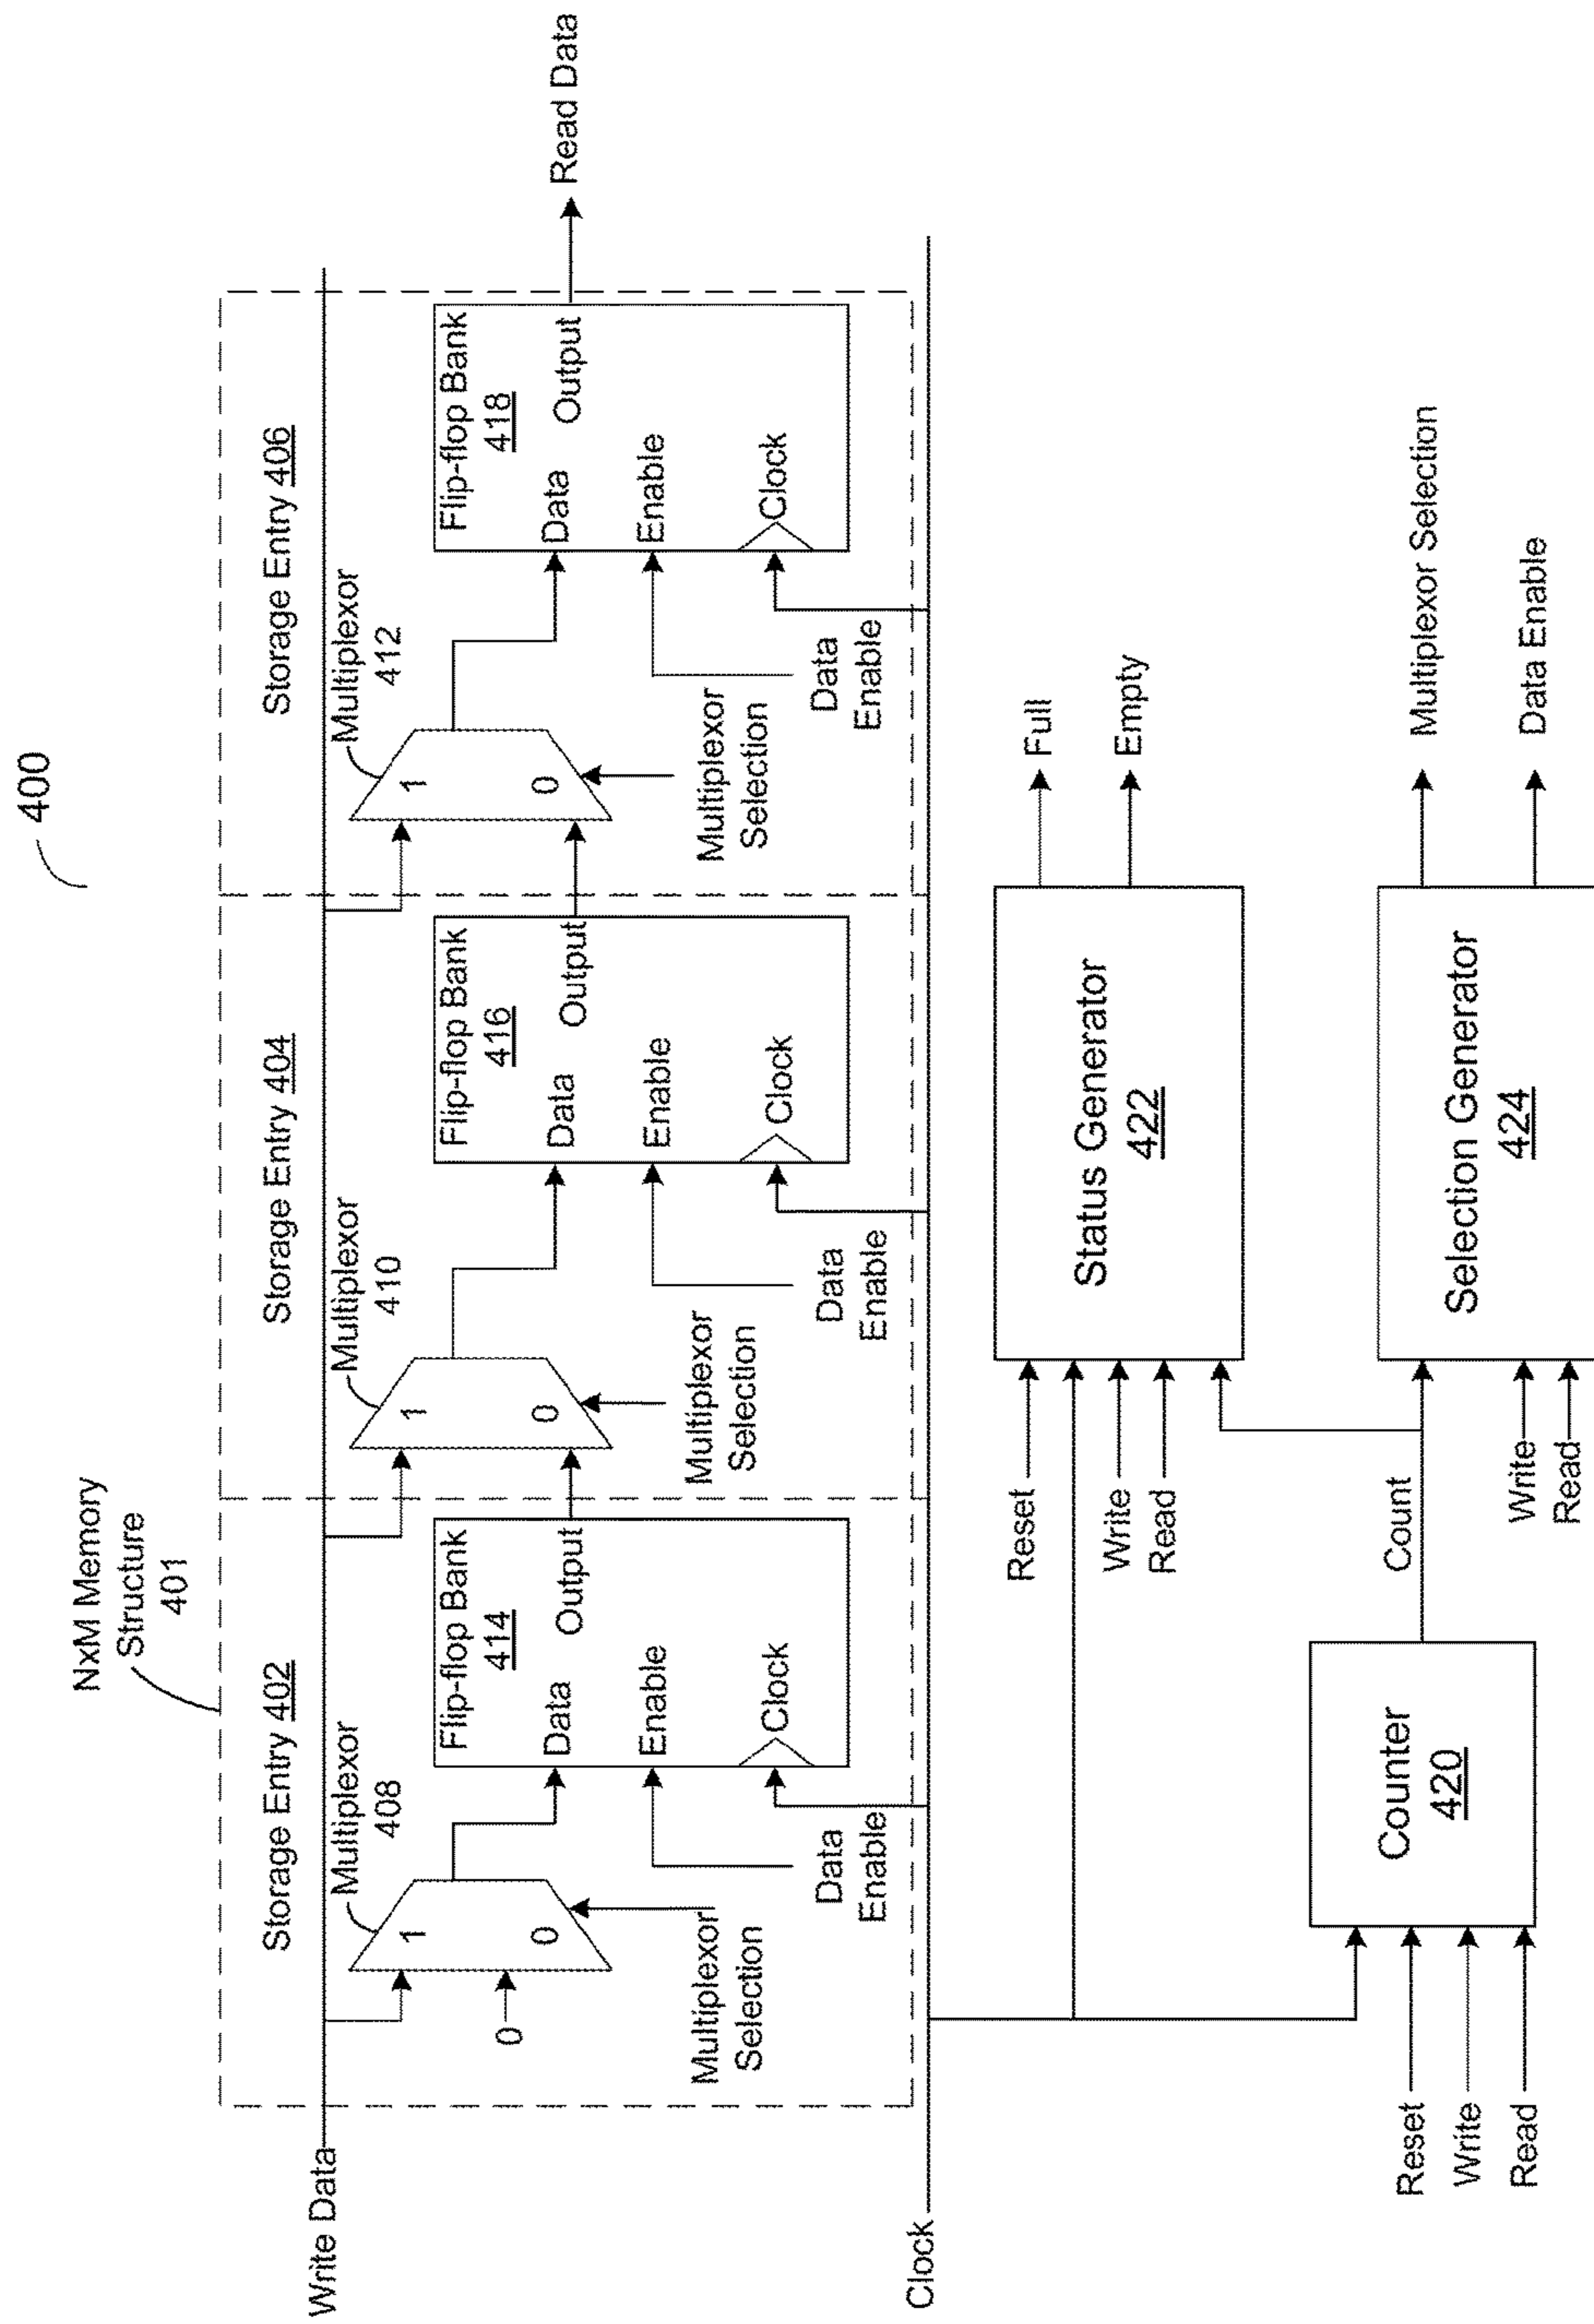 400
NxM Memory
Structure
401
Storage Entry 402
Storage Entry 404
Storage Entry 406
Write Data
Multiplexor
408
1
0
0
Multiplexor
Selection
Flip-flop Bank
414
Data
Output
Enable
Clock
Data
Enable
Multiplexor
410
1
0
Multiplexor
Selection
Flip-flop Bank
416
Data
Output
Enable
Clock
Data
Enable
Multiplexor
412
1
0
Multiplexor
Selection
Flip-flop Bank
418
Data
Output
Enable
Clock
Data
Enable
Read Data
Clock
Reset
Write
Read
Counter
420
Count
Reset
Write
Read
Status Generator
422
Full
Empty
Write
Read
Selection Generator
424
Multiplexor Selection
Data Enable